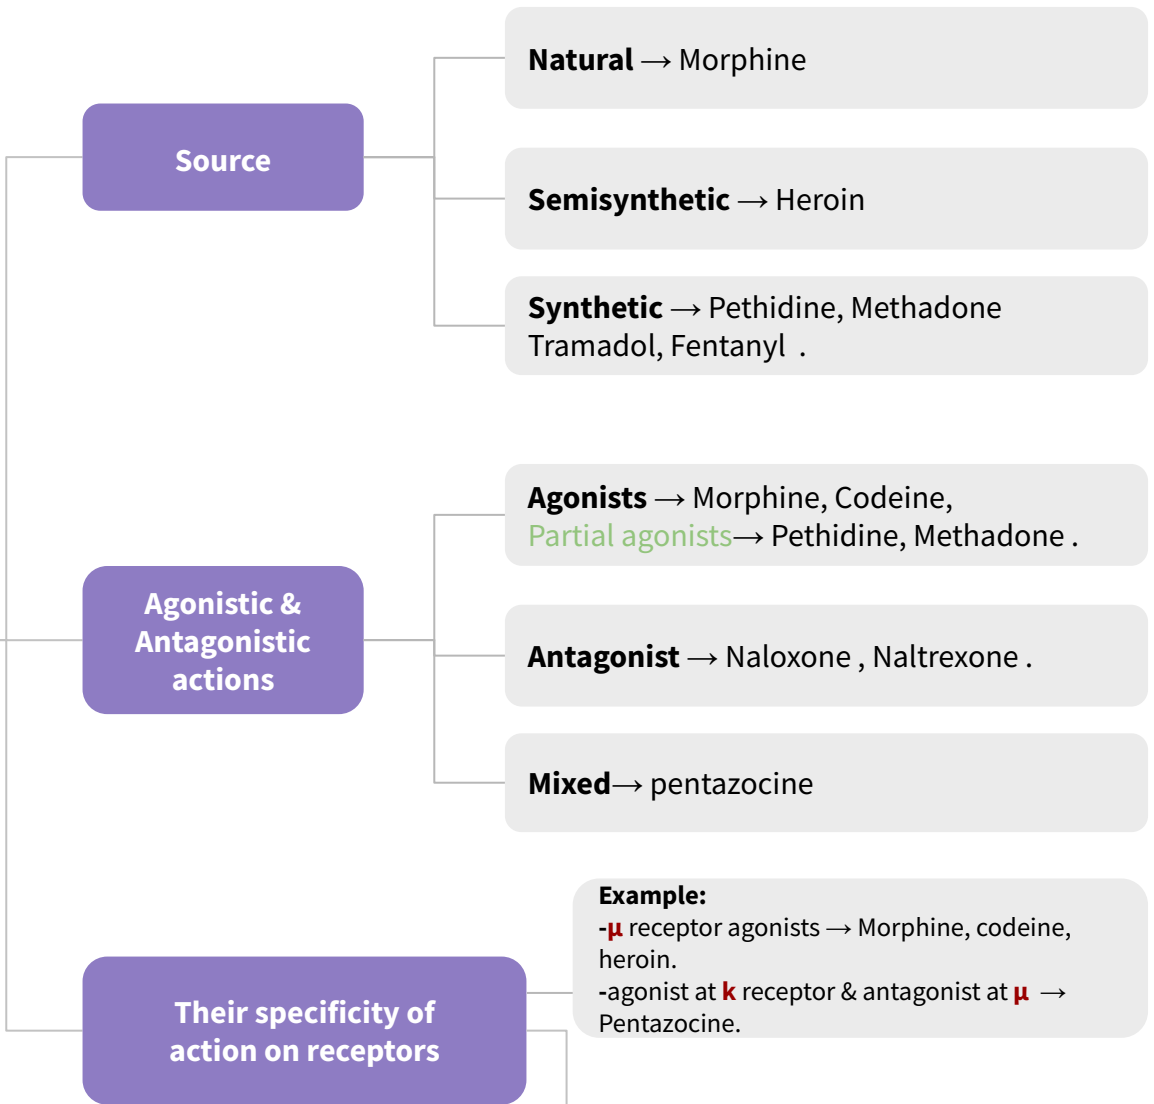 Source
Natural → Morphine
Semisynthetic → Heroin
Synthetic → Pethidine, Methadone
Tramadol, Fentanyl .
Agonistic &
Antagonistic
actions
Agonists → Morphine, Codeine,
Partial agonists→ Pethidine, Methadone .
Antagonist → Naloxone , Naltrexone .
Mixed→ pentazocine
Their specificity of
action on receptors
Example:
-μ receptor agonists → Morphine, codeine,
heroin.
-agonist at k receptor & antagonist at μ →
Pentazocine.